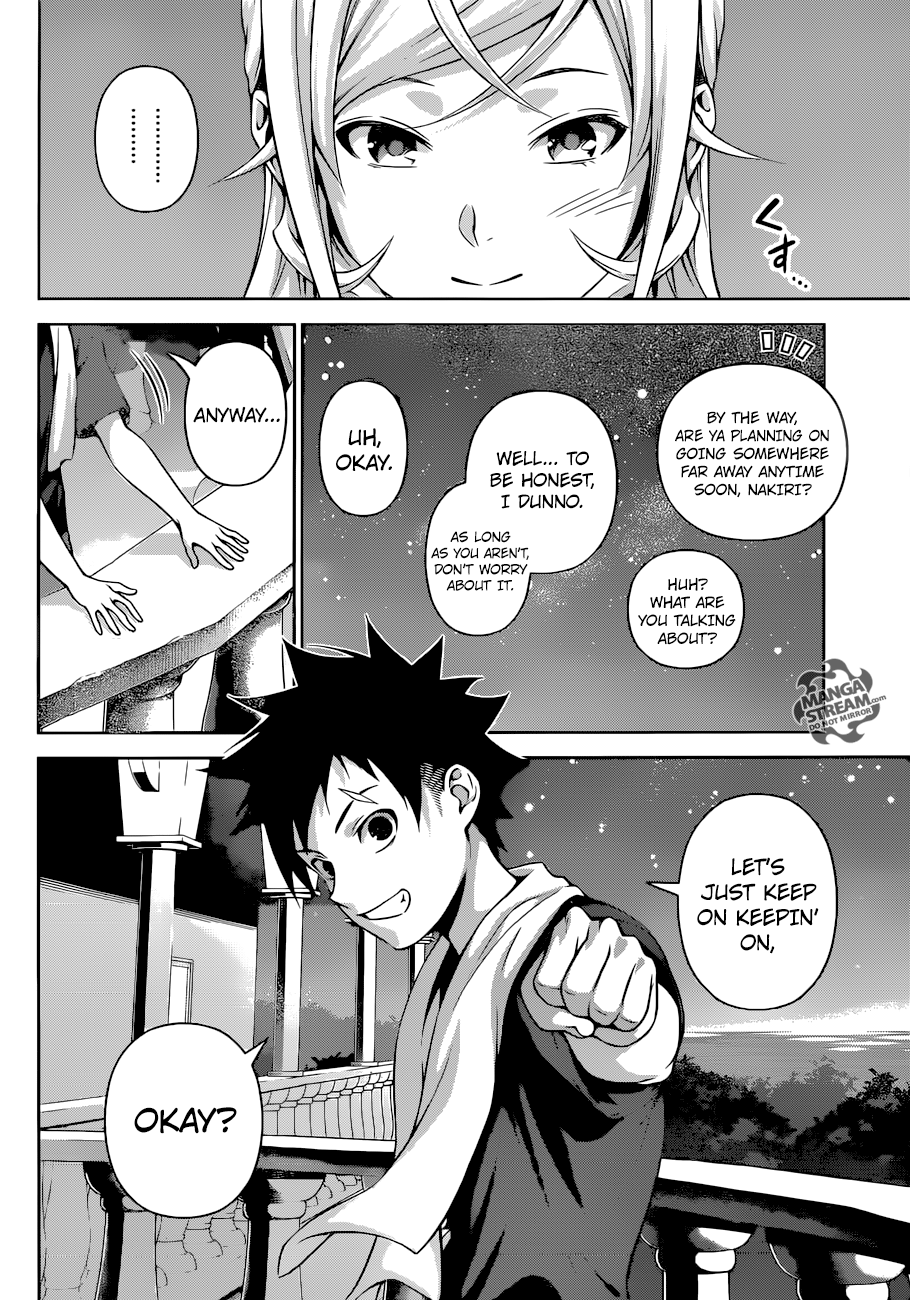 ………
………
くす…
BY THE WAY,
ARE YA PLANNING ON
GOING SOMEWHERE
FAR AWAY ANYTIME
SOON, NAKIRI?
HUH?
WHAT ARE
YOU TALKING
ABOUT?
WELL... TO
BE HONEST,
I DUNNO.
AS LONG
AS YOU AREN'T,
DON'T WORRY
ABOUT IT.
UH,
OKAY.
ANYWAY...
MANGA
STREAM.com
DO NOT MIRROR
LET'S
JUST KEEP
ON KEEPIN'
ON,
OKAY?